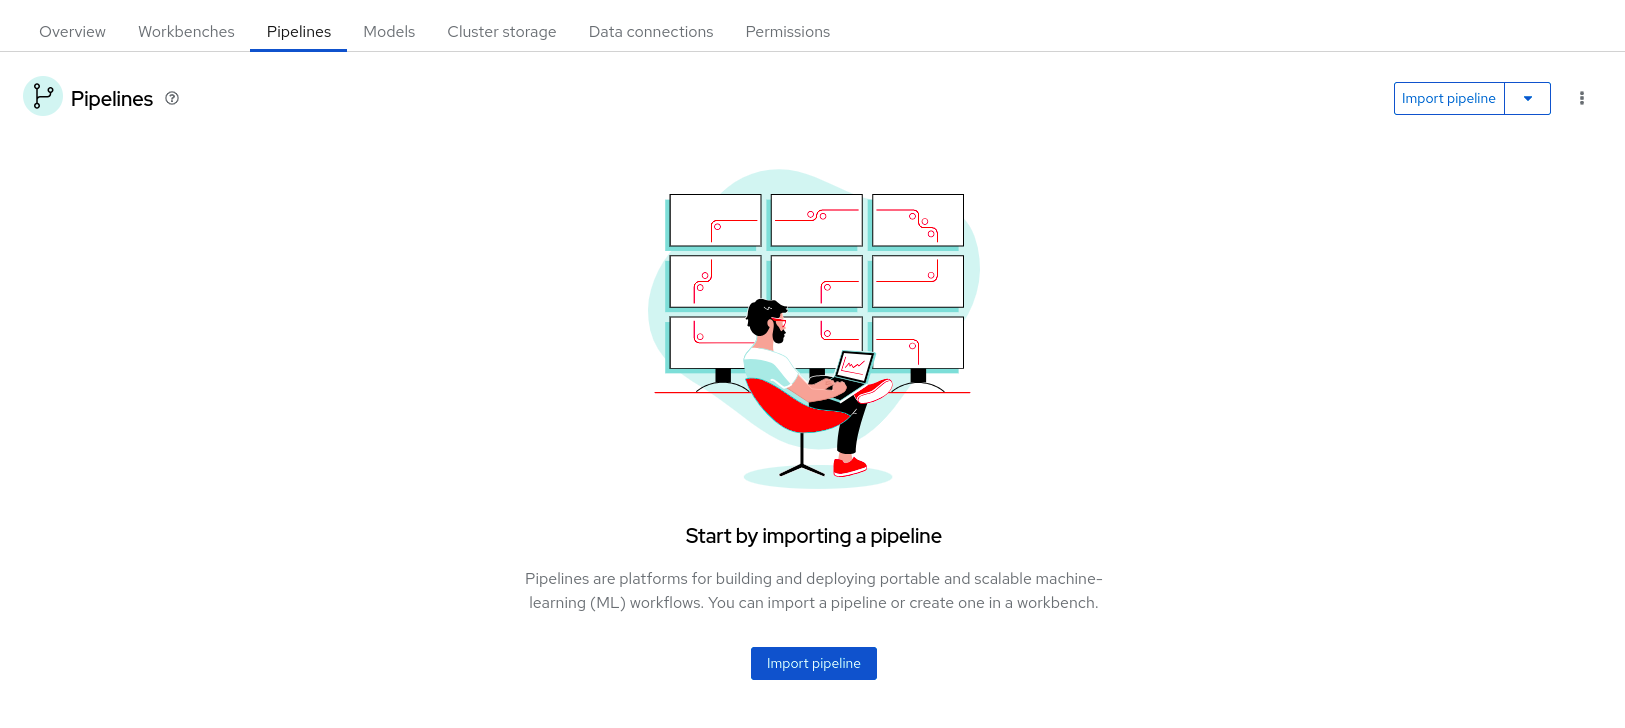 Overview Workbenches Pipelines Models Cluster storage Data connections Permissions
Pipelines
Import pipeline
Start by importing a pipeline
Pipelines are platforms for building and deploying portable and scalable machine-
learning (ML) workflows. You can import a pipeline or create one in a workbench.
Import pipeline